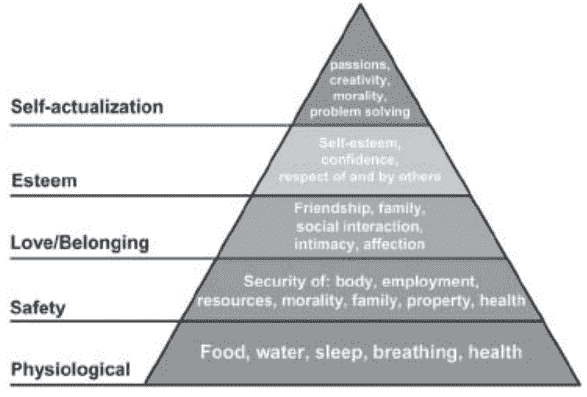 passions,
creativity,
morality,
problem solving
Self-actualization
Self-esteem,
confidence,
respect of and by others
Esteem
Friendship, family,
social interaction,
intimacy, affection
Love/Belonging
Security of: body, employment,
resources, morality, family, property, health
Safety
Food, water, sleep, breathing, health
Physiological